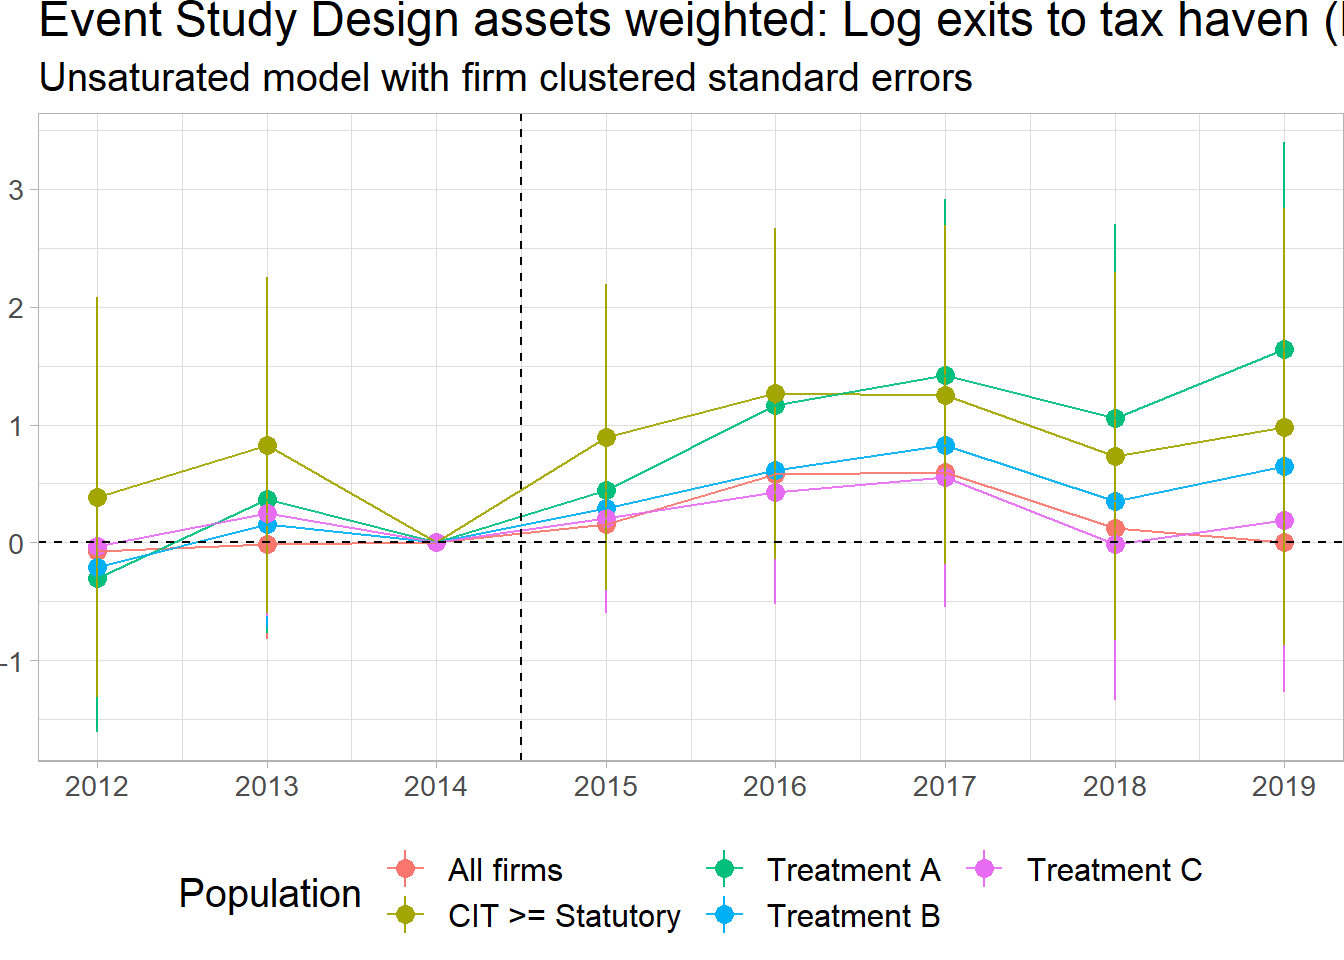 Event Study Design assets weighted: Log exits to tax haven (
Unsaturated model with firm clustered standard errors
3
2
1
0
-1
2012 2013 2014 2015 2016 2017 2018 2019
Population
All firms
CIT >= Statutory
Treatment A
Treatment B
Treatment C